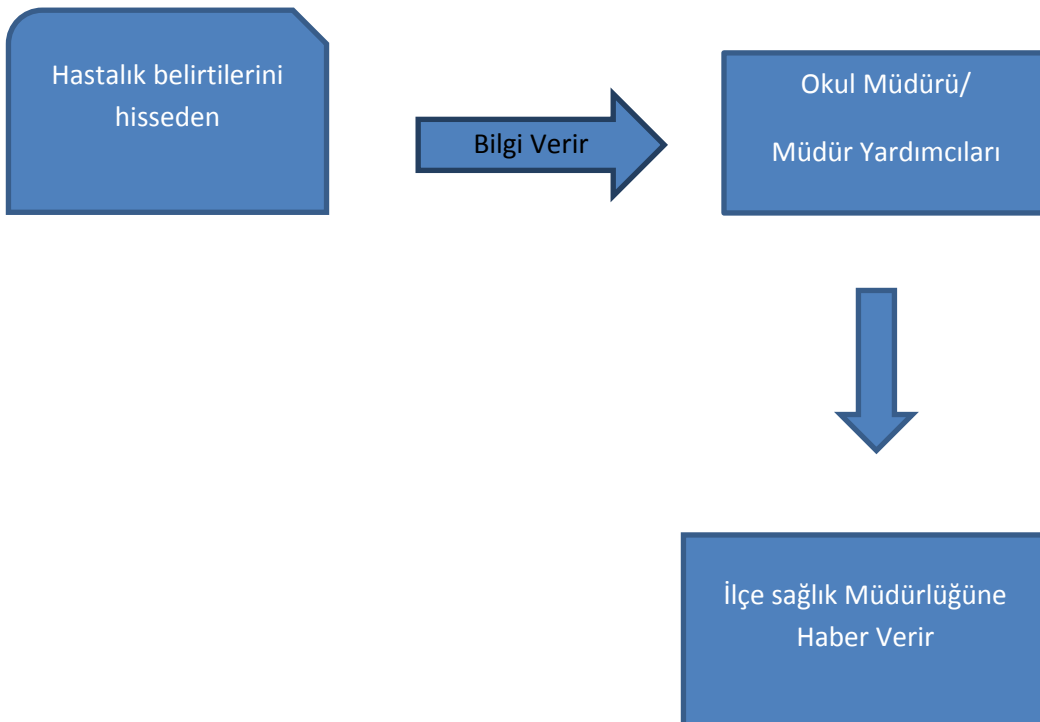 Hastalık belirtilerini
hisseden
Bilgi Verir
Okul Müdürü/
Müdür Yardımcıları
İlçe sağlık Müdürlüğüne
Haber Verir